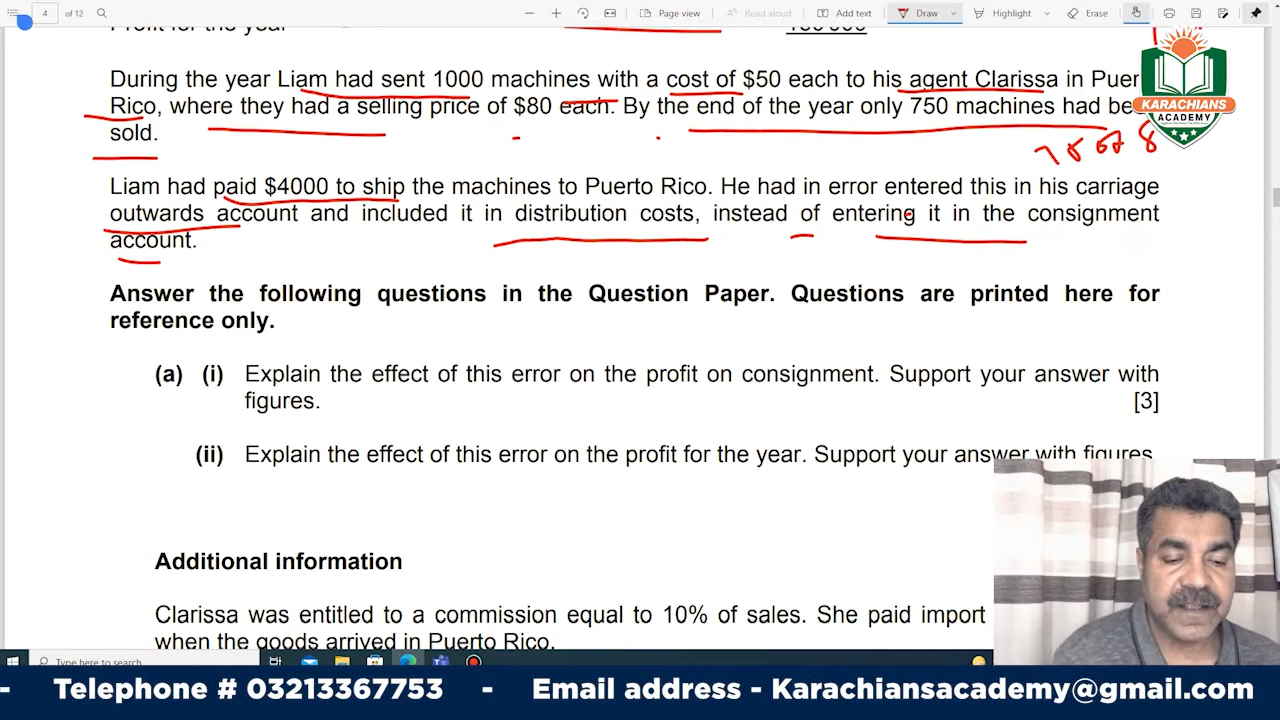 4 of 12
Page view
Read aloud
Add text
Draw
Highlight
Erase
During the year Liam had sent 1000 machines with a cost of $50 each to his agent Clarissa in Puer
Rico, where they had a selling price of $80 each. By the end of the year only 750 machines had be
sold.
KARACHIANS
ACADEMY
Liam had paid $4000 to ship the machines to Puerto Rico. He had in error entered this in his carriage
outwards account and included it in distribution costs, instead of entering it in the consignment
account.
Answer the following questions in the Question Paper. Questions are printed here for
reference only.
(a) (i) Explain the effect of this error on the profit on consignment. Support your answer with
figures. [3]
(ii) Explain the effect of this error on the profit for the year. Support your answer with figures.
Additional information
Clarissa was entitled to a commission equal to 10% of sales. She paid import
when the goods arrived in Puerto Rico.
Type here to search
- Telephone # 03213367753 - Email address - Karachiansacademy@gmail.com